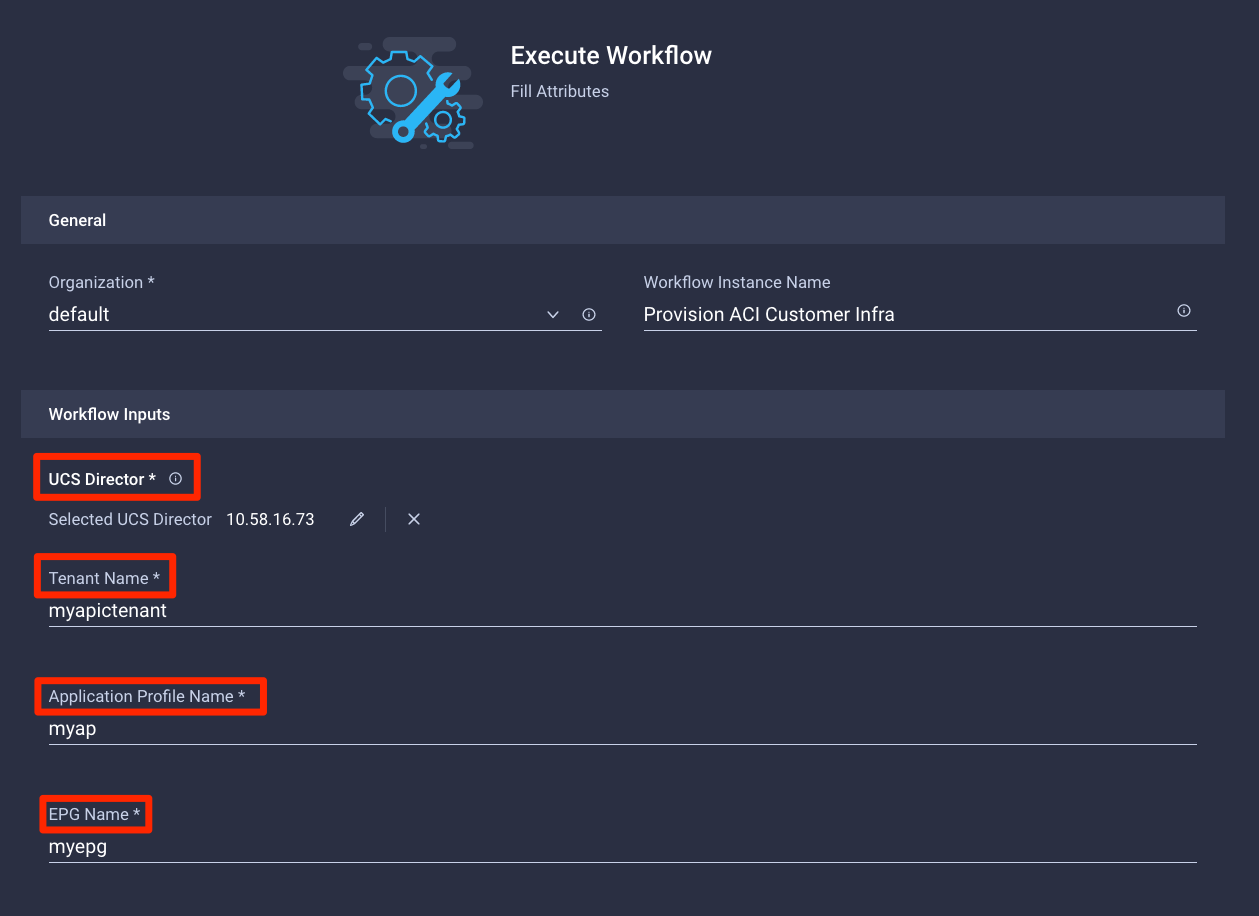 Execute Workflow
Fill Attributes
General
Organization *
default
Workflow Instance Name
Provision ACI Customer Infra
Workflow Inputs
UCS Director *
Selected UCS Director 10.58.16.73
Tenant Name *
myapictenant
Application Profile Name *
myap
EPG Name *
myepg